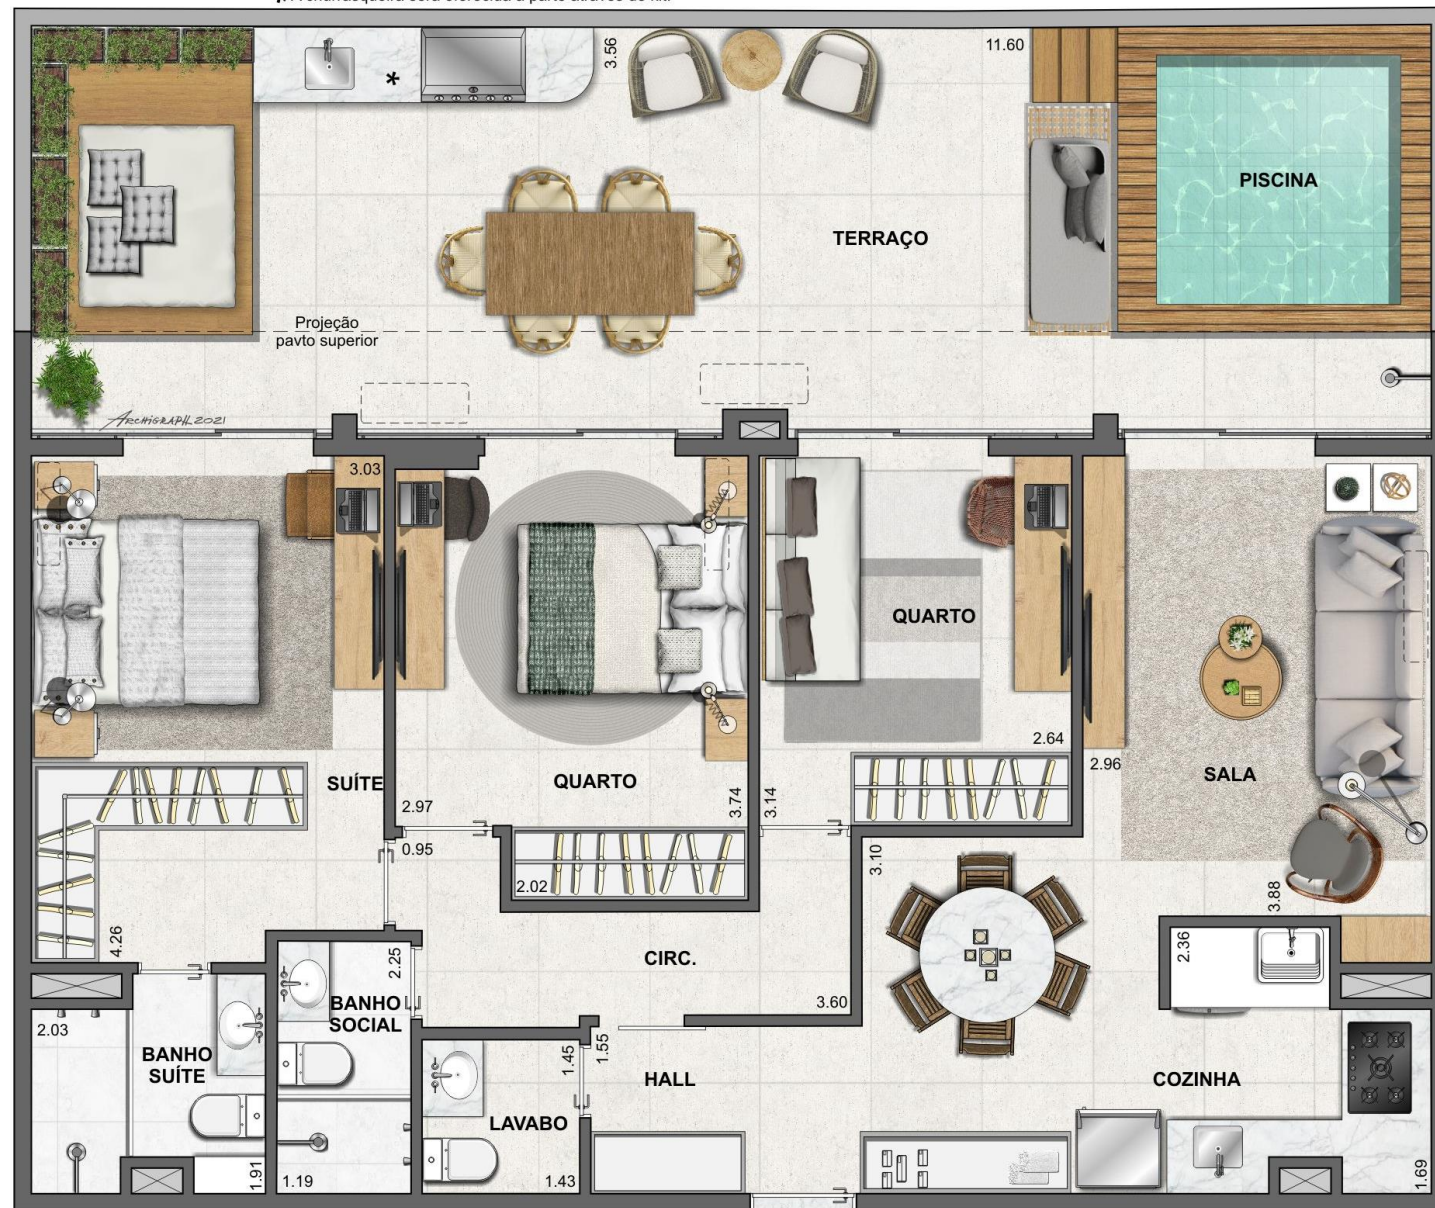 3.56
11.60
*
PISCINA
TERRAÇO
Projeção
pavto superior
ARCHIGRAPH 2021
3.03
QUARTO
2.64
2.96
SUÍTE
QUARTO
SALA
2.97
3.74
3.14
0.95
3.10
2.02
3.88
4.26
2.25
CIRC.
2.36
BANHO
SOCIAL
3.60
2.03
BANHO
SUÍTE
1.45
1.55
HALL
COZINHA
LAVABO
1.91
1.19
1.43
1.69